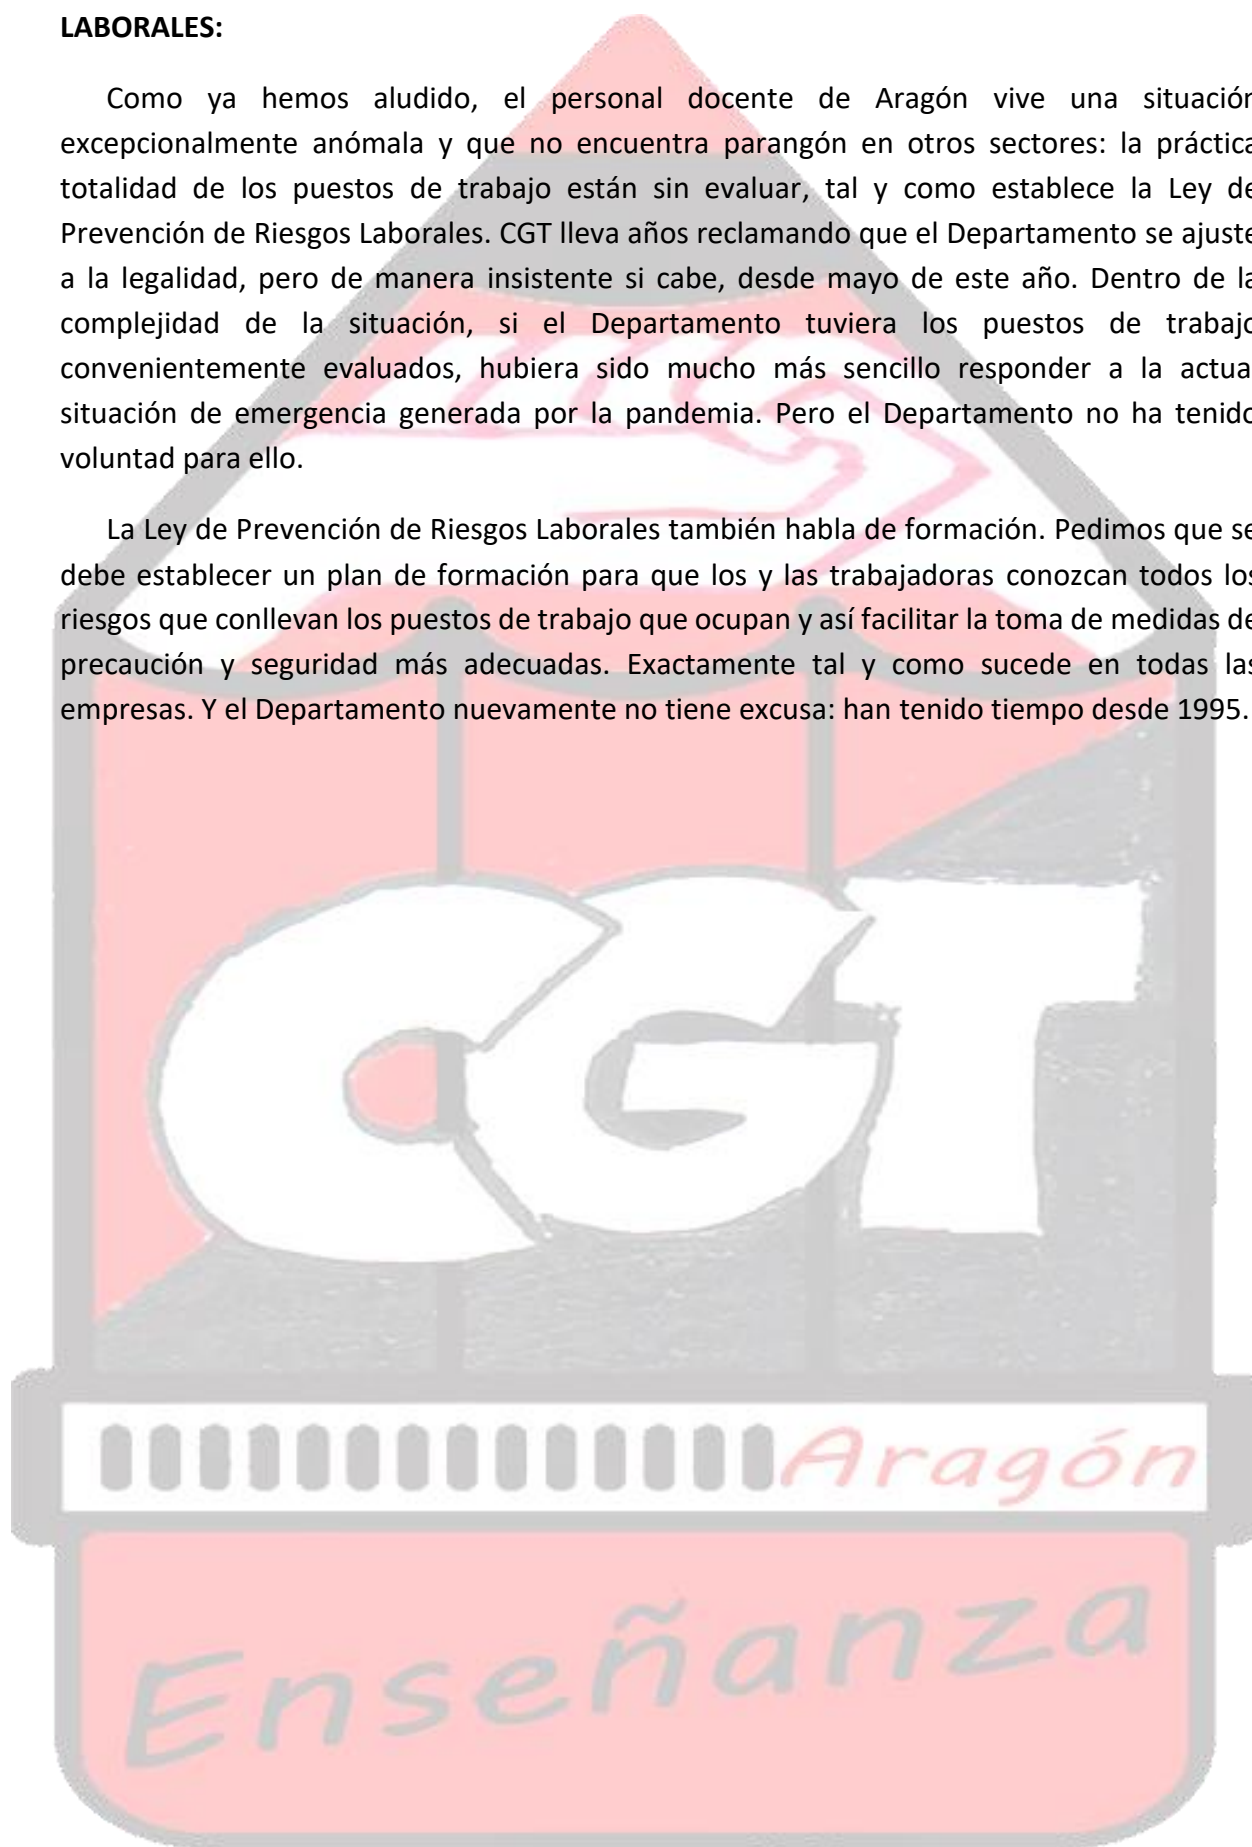 LABORALES:
Como ya hemos aludido, el personal docente de Aragón vive una situación
excepcionalmente anómala y que no encuentra parangón en otros sectores: la práctica
totalidad de los puestos de trabajo están sin evaluar, tal y como establece la Ley de
Prevención de Riesgos Laborales. CGT lleva años reclamando que el Departamento se ajuste
a la legalidad, pero de manera insistente si cabe, desde mayo de este año. Dentro de la
complejidad de la situación, si el Departamento tuviera los puestos de trabajo
convenientemente evaluados, hubiera sido mucho más sencillo responder a la actua
situación de emergencia generada por la pandemia. Pero el Departamento no ha tenido
voluntad para ello.
La Ley de Prevención de Riesgos Laborales también habla de formación. Pedimos que se
debe establecer un plan de formación para que los y las trabajadoras conozcan todos los
riesgos que conllevan los puestos de trabajo que ocupan y así facilitar la toma de medidas de
precaución y seguridad más adecuadas. Exactamente tal y como sucede en todas las
empresas. Y el Departamento nuevamente no tiene excusa: han tenido tiempo desde 1995.
CGT
Aragón
Enseñanza